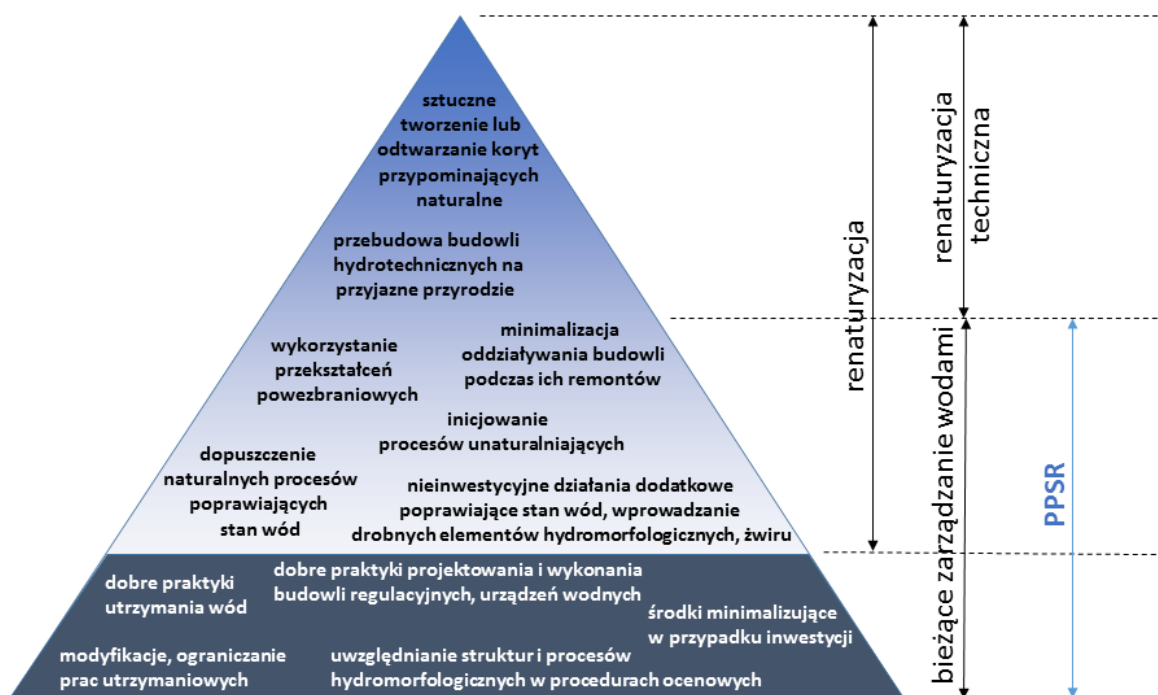 sztuczne
tworzenie lub
odtwarzanie koryt
przypominających
naturalne
przebudowa budowli
hydrotechnicznych na
przyjazne przyrodzie
wykorzystanie
przekształceń
powezbraniowych
minimalizacja
oddziaływania budowli
podczas ich remontów
inicjowanie
procesów unaturalniających
dopuszczenie
naturalnych procesów
poprawiających
stan wód
nieinwestycyjne działania dodatkowe
poprawiające stan wód, wprowadzanie
drobnych elementów hydromorfologicznych, żwiru
dobre praktyki
utrzymania wód
dobre praktyki projektowania i wykonania
budowli regulacyjnych, urządzeń wodnych
środki minimalizujące
w przypadku inwestycji
modyfikacje, ograniczanie
prac utrzymaniowych
uwzględnianie struktur i procesów
hydromorfologicznych w procedurach ocenowych
renaturyzacja
renaturyzacja
techniczna
bieżące zarządzanie wodami
PPSR